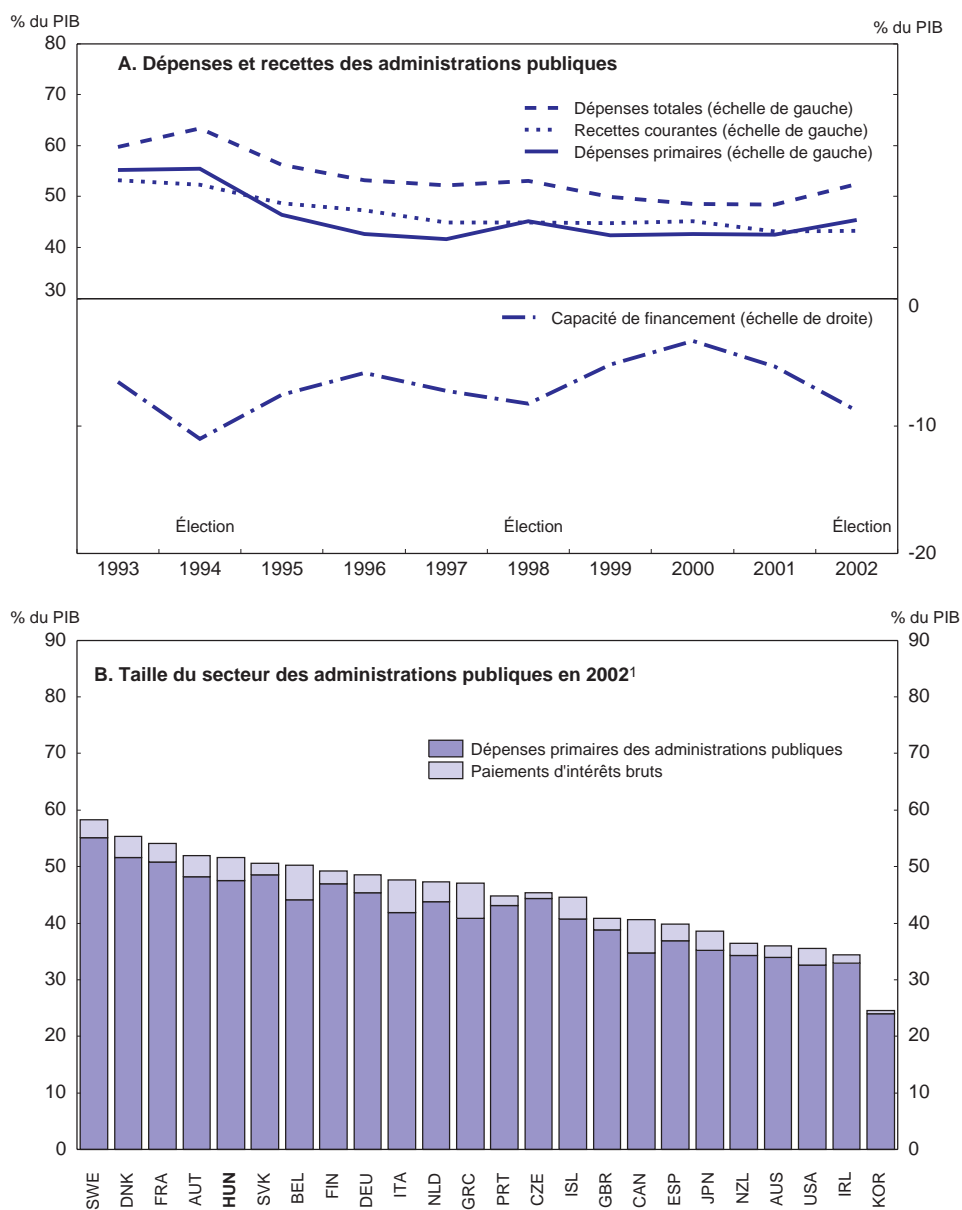 % du PIB
% du PIB
80
A. Dépenses et recettes des administrations publiques
70
Dépenses totales (échelle de gauche)
60
Recettes courantes (échelle de gauche)
Dépenses primaires (échelle de gauche)
50
40
30
0
Capacité de financement (échelle de droite)
-10
Élection Élection Élection
-20
1993 1994 1995 1996 1997 1998 1999 2000 2001 2002
% du PIB % du PIB
90 90
B. Taille du secteur des administrations publiques en 2002¹
80 80
Dépenses primaires des administrations publiques
70 70
Paiements d'intérêts bruts
60 60
50 50
40 40
30 30
20 20
10 10
0 0
SWE DNK FRA AUT HUN SVK BEL FIN DEU ITA NLD GRC PRT CZE ISL GBR CAN ESP JPN NZL AUS USA IRL KOR